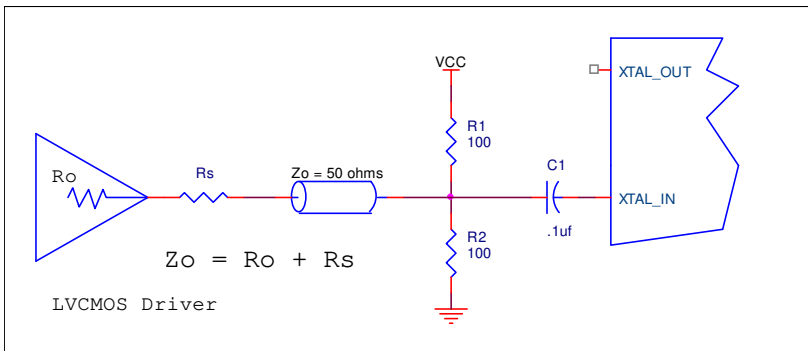 VCC
XTAL_OUT
R1
100
C1
Ro
Rs
Zo = 50 ohms
XTAL_IN
.1uf
R2
100
Zo = Ro + Rs
LVCMOS Driver